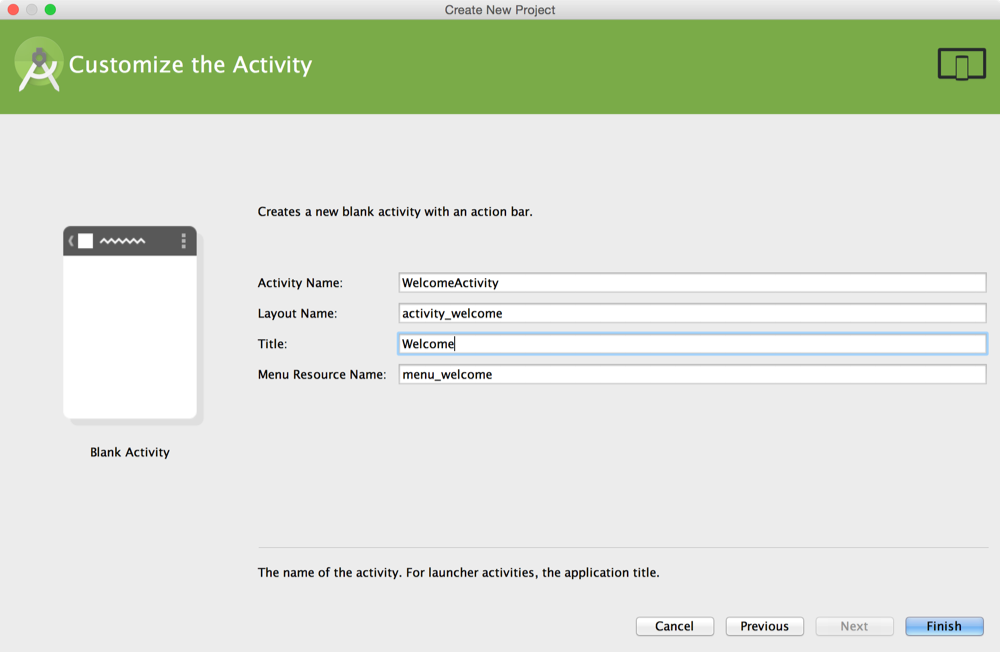 Create New Project
Customize the Activity
Creates a new blank activity with an action bar.
Activity Name: WelcomeActivity
Layout Name: activity_welcome
Title: Welcome
Menu Resource Name: menu_welcome
Blank Activity
The name of the activity. For launcher activities, the application title.
Cancel Previous Next Finish